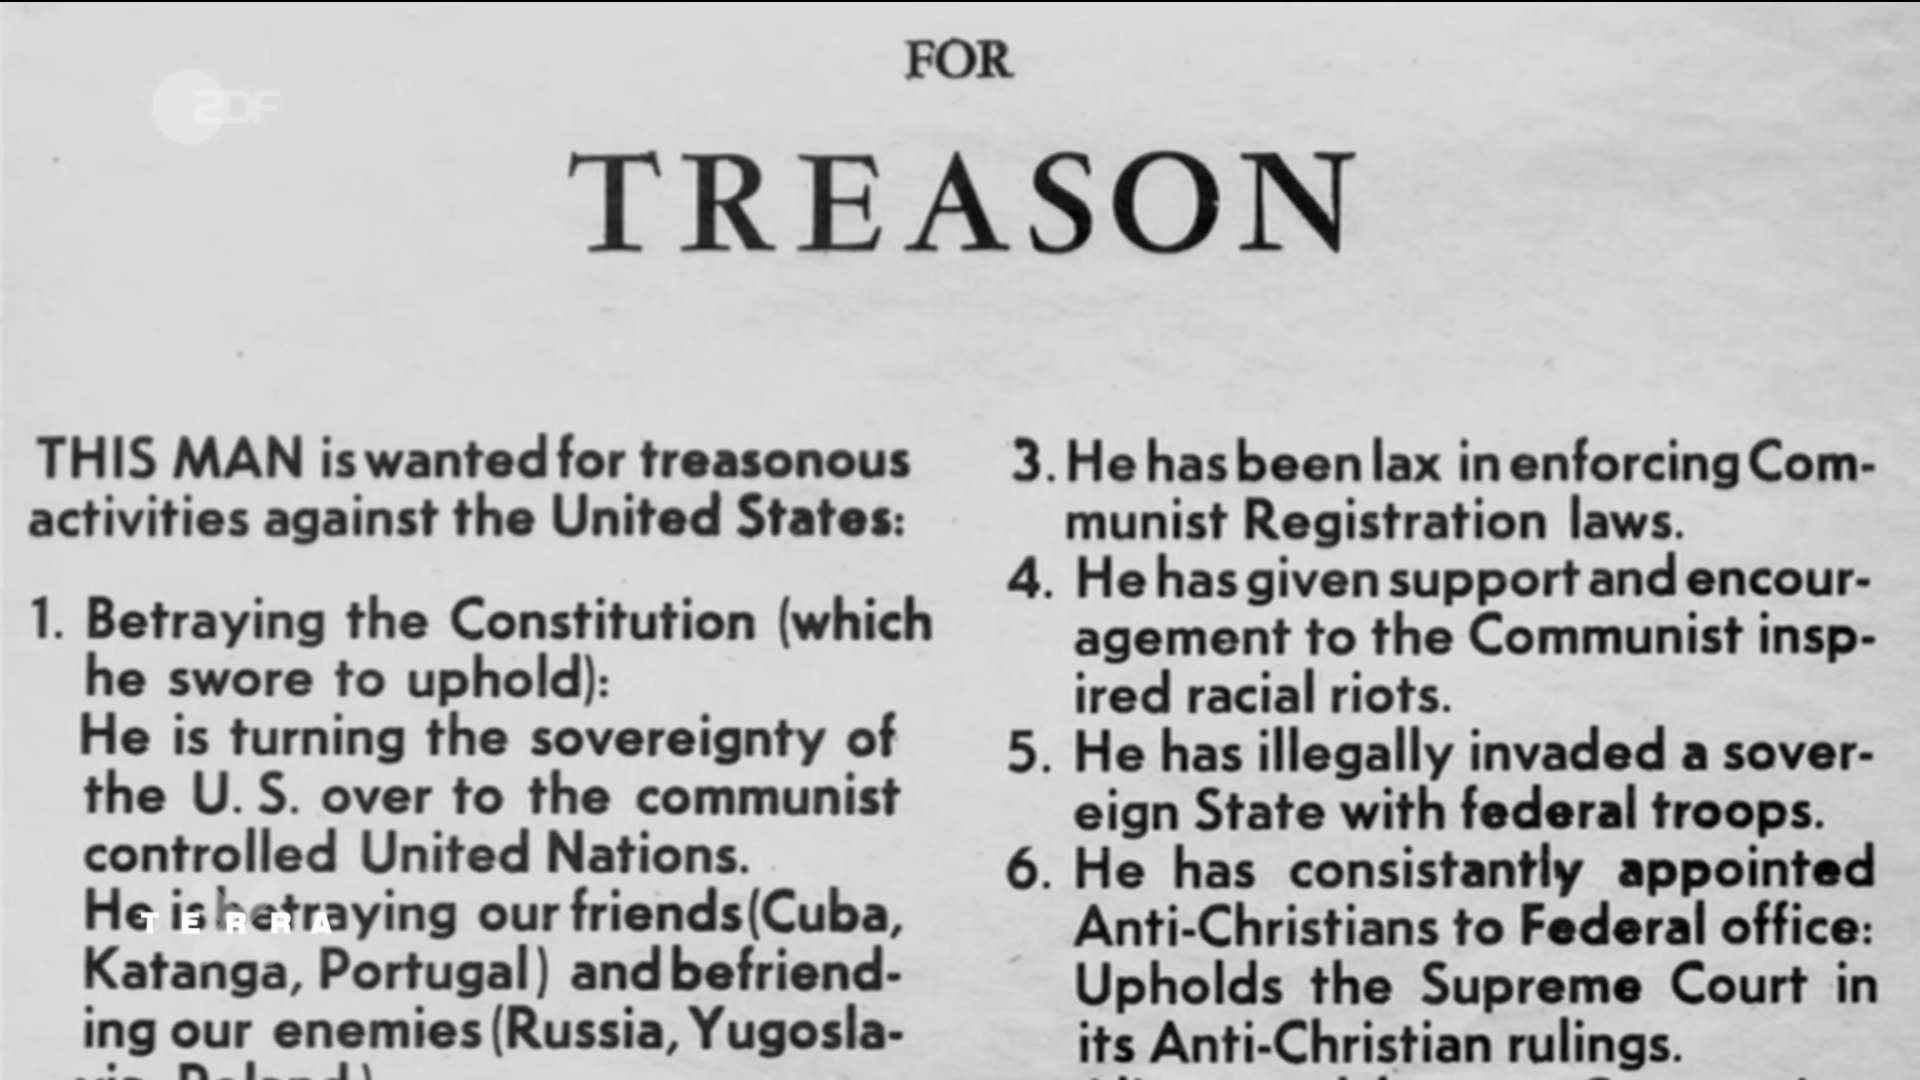 FOR
ZDF
TREASON
THIS MAN is wanted for treasonous
activities against the United States:
1. Betraying the Constitution (which
he swore to uphold):
He is turning the sovereignty of
the U. S. over to the communist
controlled United Nations.
He is betraying our friends (Cuba,
TERRA
Katanga, Portugal) and befriend-
ing our enemies (Russia, Yugosla-
via, Poland)
3. He has been lax in enforcing Com-
munist Registration laws.
4. He has given support and encour-
agement to the Communist insp-
ired racial riots.
5. He has illegally invaded a sover-
eign State with federal troops.
6. He has consistantly appointed
Anti-Christians to Federal office:
Upholds the Supreme Court in
its Anti-Christian rulings.